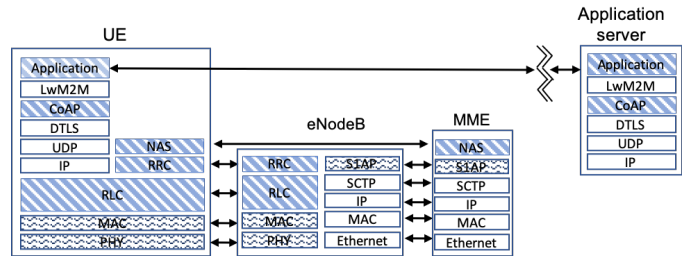 UE
Application
LwM2M
CoAP
DTLS
UDP
IP
NAS
RRC
RLC
MAC
PHY
eNodeB
RRC
RLC
MAC
PHY
S1AP
SCTP
IP
MAC
Ethernet
MME
NAS
S1AP
SCTP
IP
MAC
Ethernet
Application
server
Application
LwM2M
CoAP
DTLS
UDP
IP